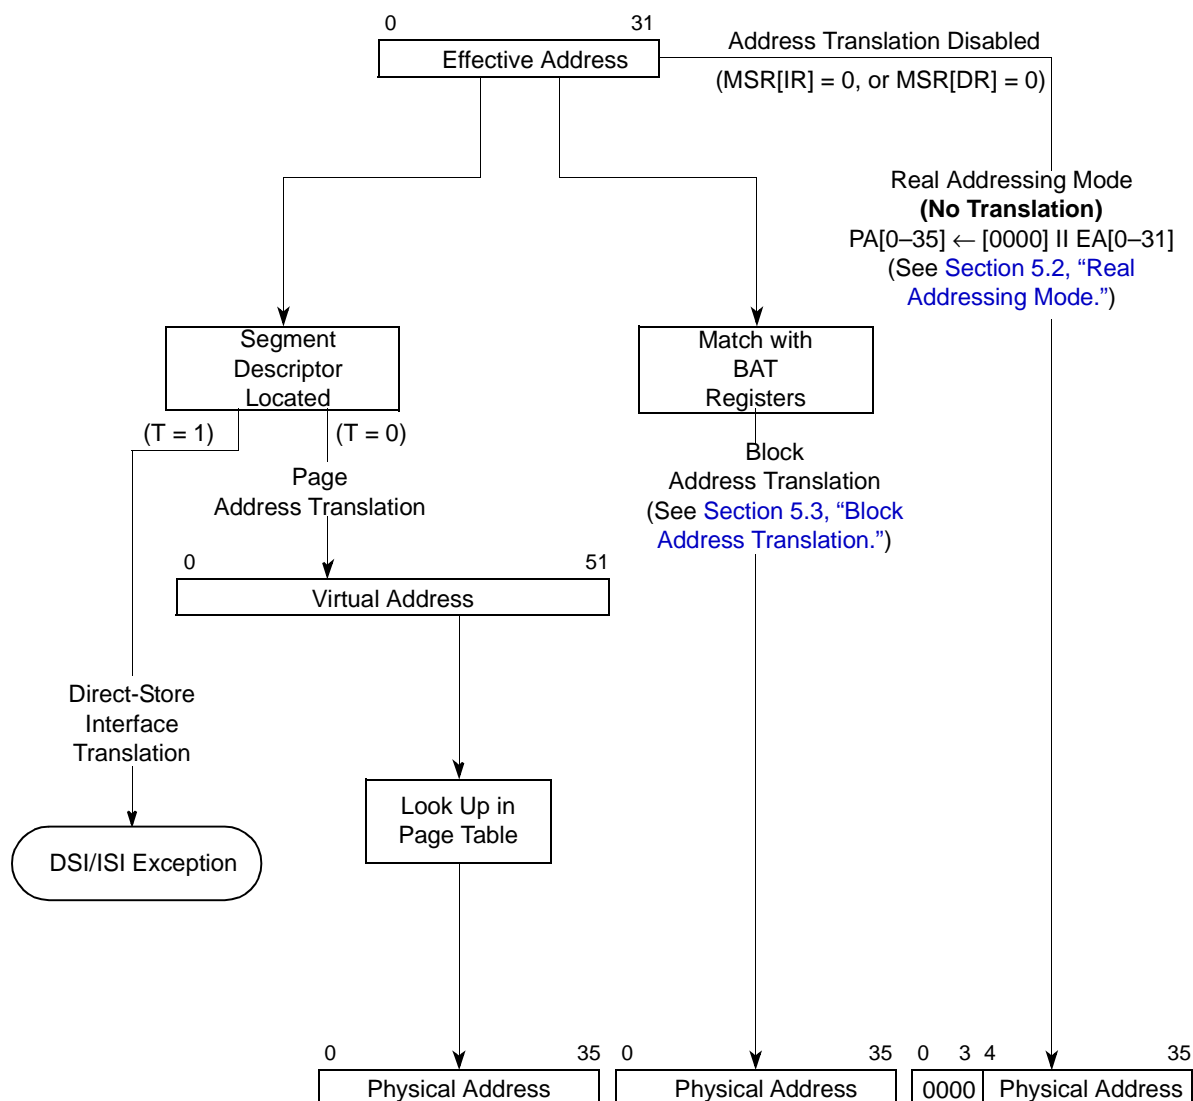 0 31
Effective Address
Address Translation Disabled
(MSR[IR] = 0, or MSR[DR] = 0)
Real Addressing Mode
(No Translation)
PA[0–35] ← [0000] II EA[0–31]
(See Section 5.2, “Real
Addressing Mode.”)
Segment
Descriptor
Located
Match with
BAT
Registers
(T = 1) (T = 0)
Page
Address Translation
Block
Address Translation
(See Section 5.3, “Block
Address Translation.”)
0 51
Virtual Address
Direct-Store
Interface
Translation
Look Up in
Page Table
DSI/ISI Exception
0 35 0 35 0 3 4 35
Physical Address Physical Address 0000 Physical Address